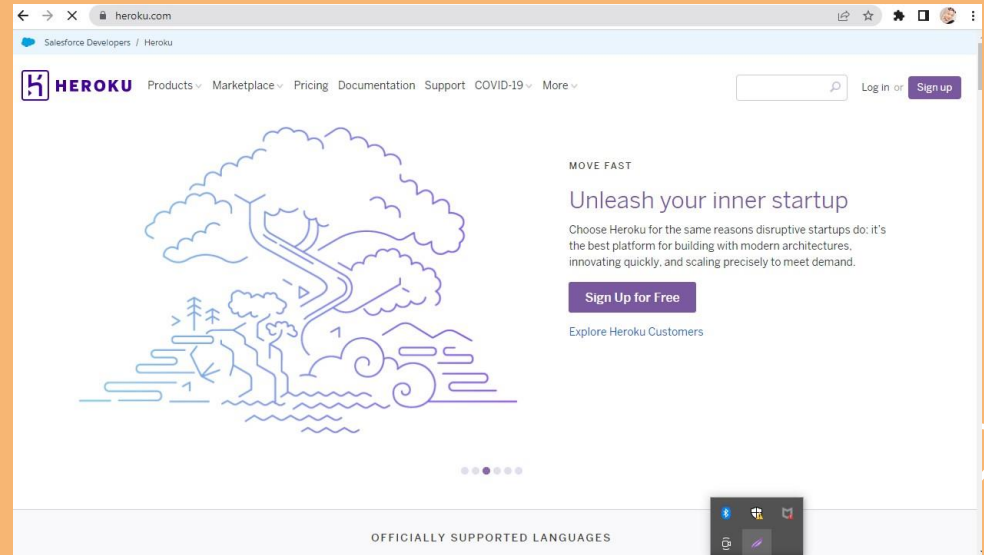 heroku.com
Salesforce Developers / Heroku
HEROKU Products Marketplace Pricing Documentation Support COVID-19 More Log in or Sign up
MOVE FAST
Unleash your inner startup
Choose Heroku for the same reasons disruptive startups do: it's
the best platform for building with modern architectures,
innovating quickly, and scaling precisely to meet demand.
Sign Up for Free
Explore Heroku Customers
OFFICIALLY SUPPORTED LANGUAGES